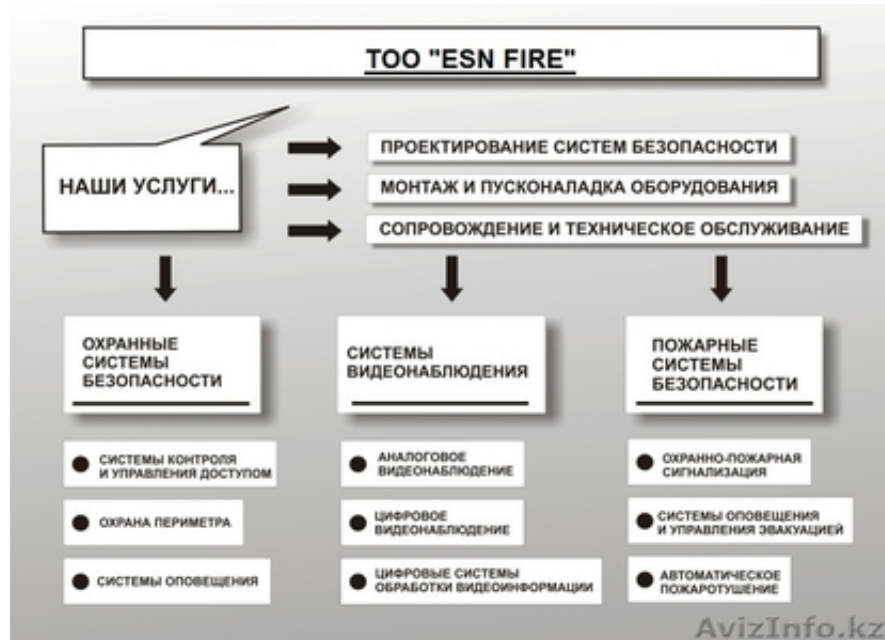 ТОО "ESN FIRE"
НАШИ УСЛУГИ...
ПРОЕКТИРОВАНИЕ СИСТЕМ БЕЗОПАСНОСТИ
МОНТАЖ И ПУСКОНАЛАДКА ОБОРУДОВАНИЯ
СОПРОВОЖДЕНИЕ И ТЕХНИЧЕСКОЕ ОБСЛУЖИВАНИЕ
ОХРАННЫЕ
СИСТЕМЫ
БЕЗОПАСНОСТИ
СИСТЕМЫ КОНТРОЛЯ
И УПРАВЛЕНИЯ ДОСТУПОМ
ОХРАНА ПЕРИМЕТРА
СИСТЕМЫ ОПОВЕЩЕНИЯ
СИСТЕМЫ
ВИДЕОНАБЛЮДЕНИЯ
АНАЛОГОВОЕ
ВИДЕОНАБЛЮДЕНИЕ
ЦИФРОВОЕ
ВИДЕОНАБЛЮДЕНИЕ
ЦИФРОВЫЕ СИСТЕМЫ
ОБРАБОТКИ ВИДЕОИНФОРМАЦИИ
ПОЖАРНЫЕ
СИСТЕМЫ
БЕЗОПАСНОСТИ
ОХРАННО-ПОЖАРНАЯ
СИГНАЛИЗАЦИЯ
СИСТЕМЫ ОПОВЕЩЕНИЯ
И УПРАВЛЕНИЯ ЭВАКУАЦИЕЙ
АВТОМАТИЧЕСКОЕ
ПОЖАРОТУШЕНИЕ
AvizInfo.kz